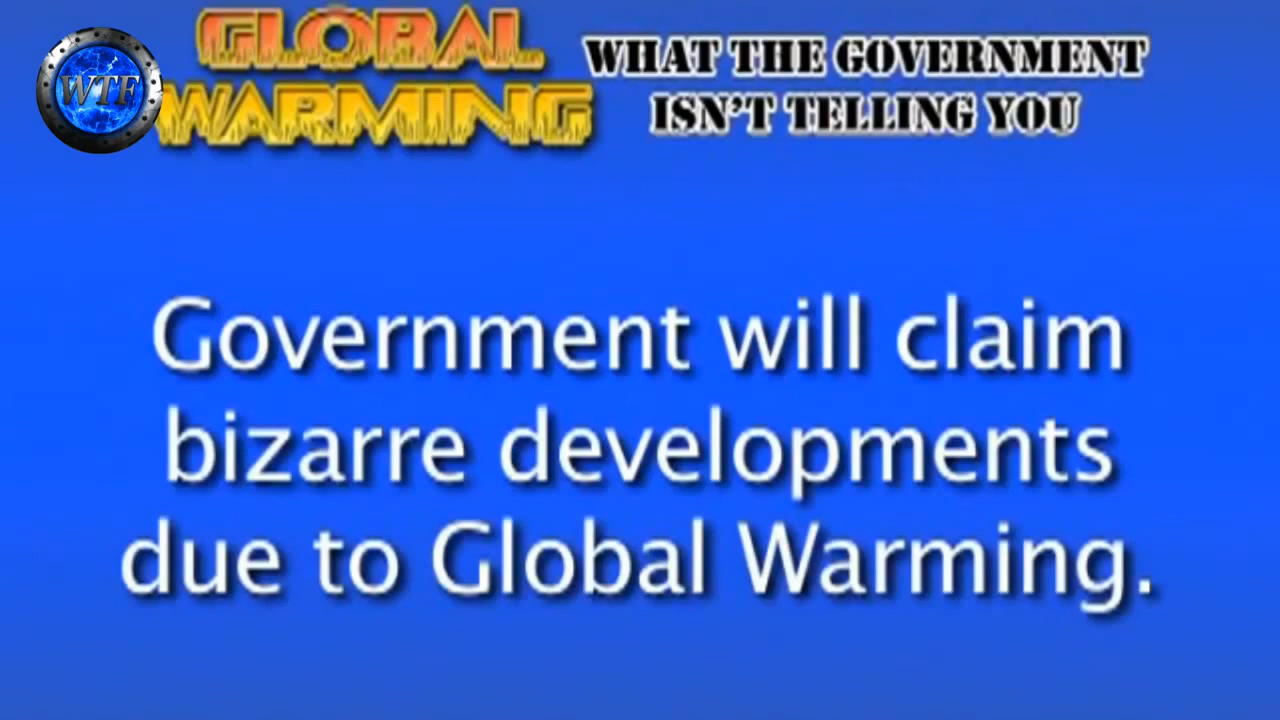 WTF
GLOBAL
WARMING
WHAT THE GOVERNMENT
ISN'T TELLING YOU
Government will claim
bizarre developments
due to Global Warming.